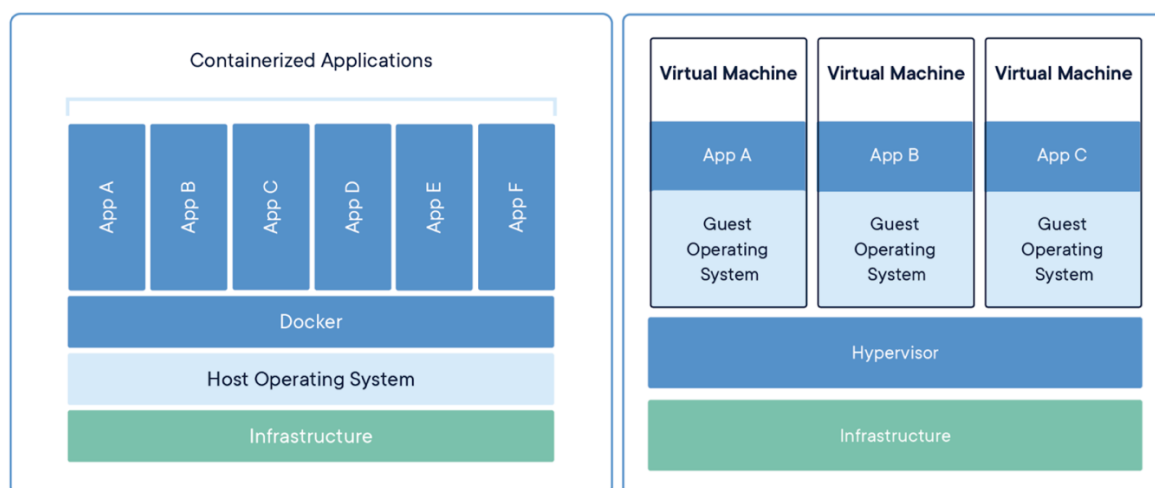 Containerized Applications
App A
App B
App C
App D
App E
App F
Docker
Host Operating System
Infrastructure
Virtual Machine
App A
Guest
Operating
System
Virtual Machine
App B
Guest
Operating
System
Virtual Machine
App C
Guest
Operating
System
Hypervisor
Infrastructure